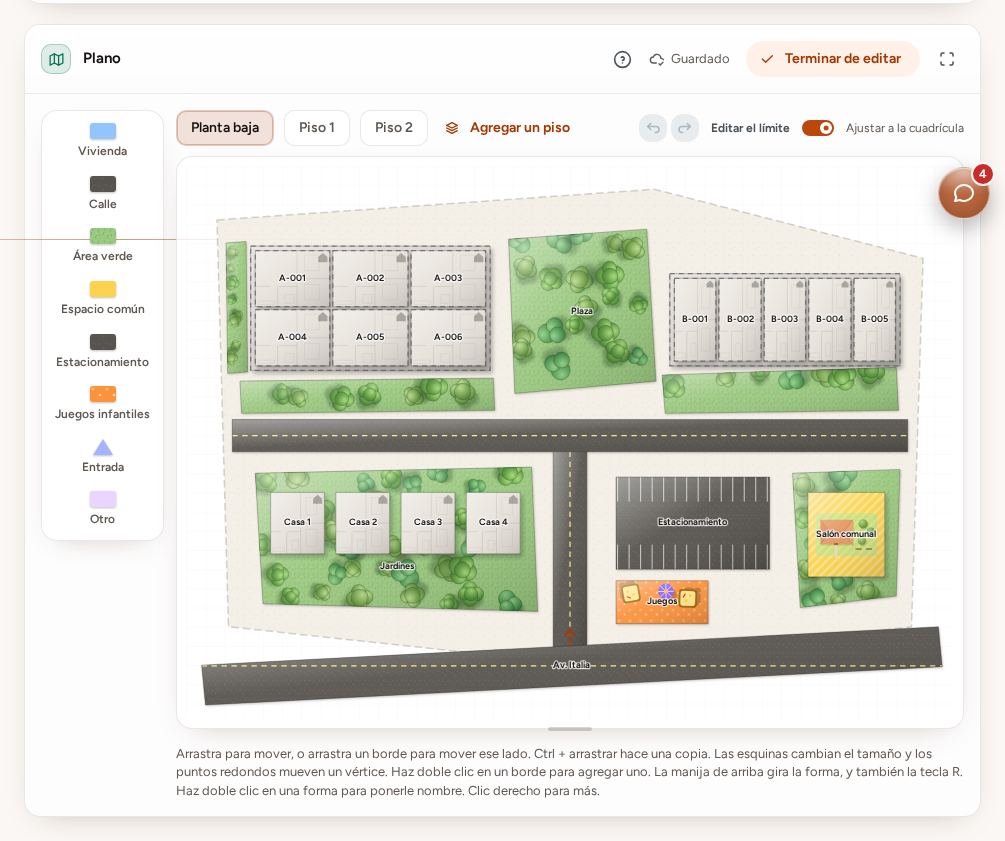 Plano
Guardado
Terminar de editar
Planta baja
Piso 1
Piso 2
Agregar un piso
Editar el límite
Ajustar a la cuadrícula
4
Vivienda
Calle
Área verde
Espacio común
Estacionamiento
Juegos infantiles
Entrada
Otro
A-001
A-002
A-003
A-004
A-005
A-006
Plaza
B-001
B-002
B-003
B-004
B-005
Casa 1
Casa 2
Casa 3
Casa 4
Jardines
Estacionamiento
Salón comunal
Juegos
Av. Italia
Arrastra para mover, o arrastra un borde para mover ese lado. Ctrl + arrastrar hace una copia. Las esquinas cambian el tamaño y los
puntos redondos mueven un vértice. Haz doble clic en un borde para agregar uno. La manija de arriba gira la forma, y también la tecla R.
Haz doble clic en una forma para ponerle nombre. Clic derecho para más.